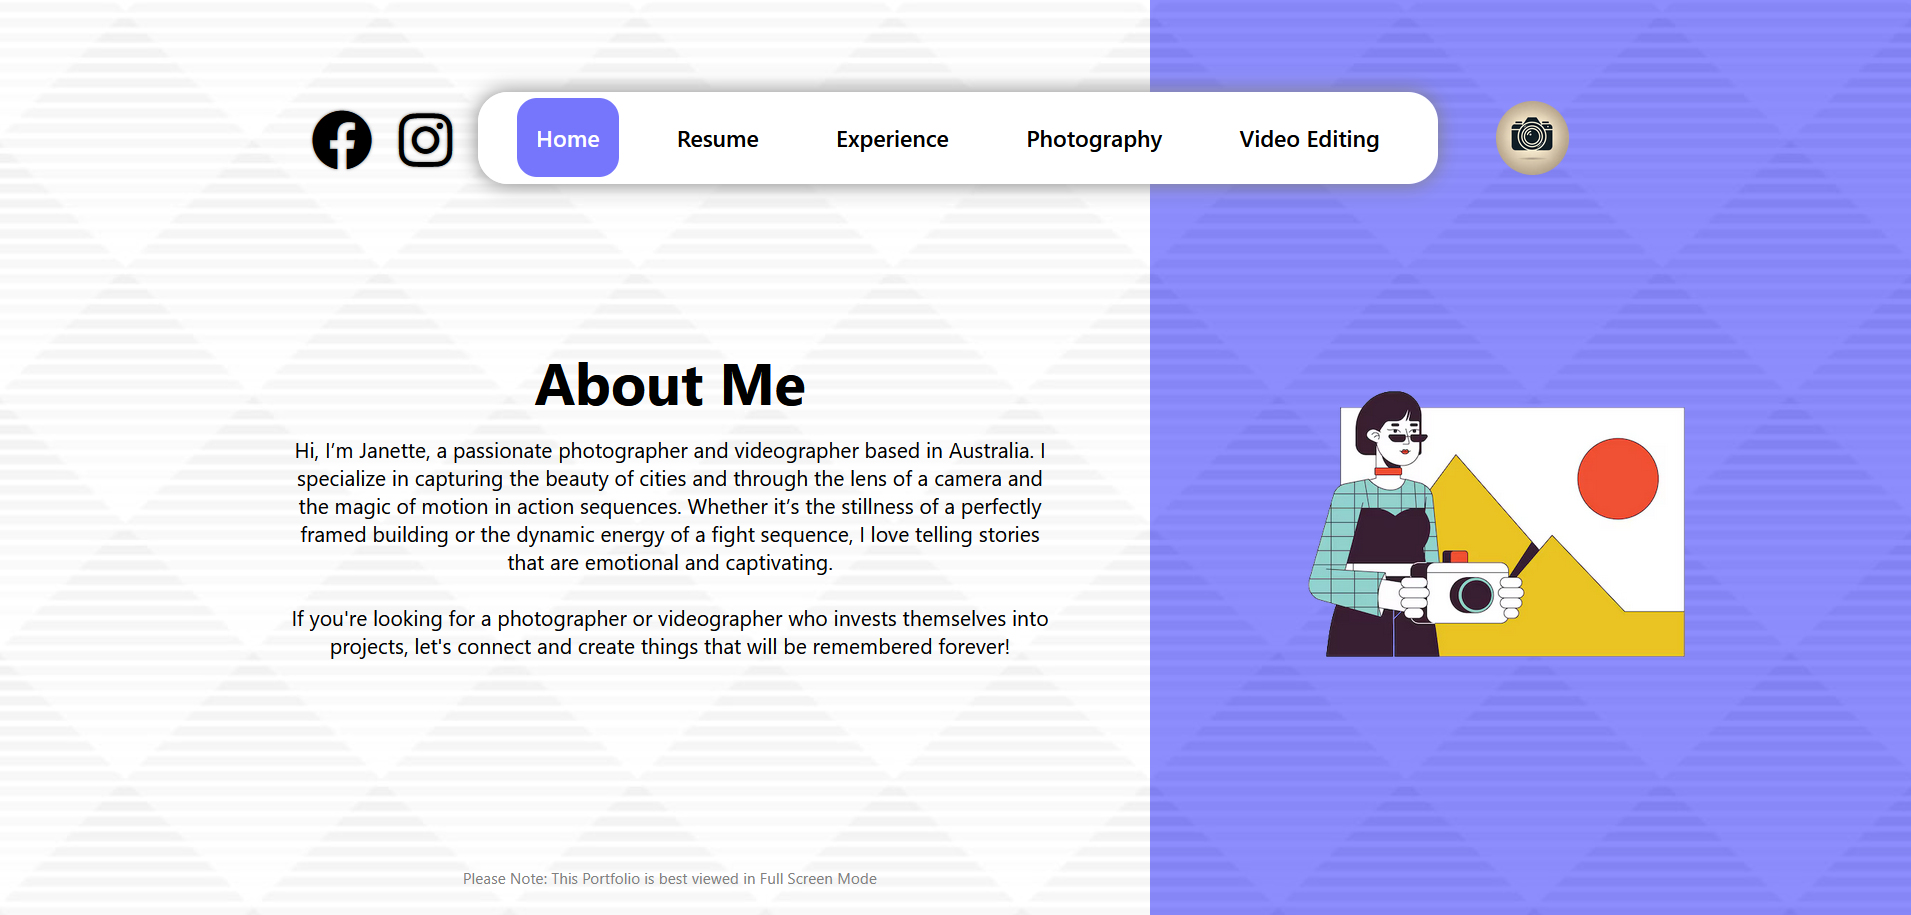 Home
Resume
Experience
Photography
Video Editing
About Me
Hi, I’m Janette, a passionate photographer and videographer based in Australia. I
specialize in capturing the beauty of cities and through the lens of a camera and
the magic of motion in action sequences. Whether it’s the stillness of a perfectly
framed building or the dynamic energy of a fight sequence, I love telling stories
that are emotional and captivating.
If you're looking for a photographer or videographer who invests themselves into
projects, let's connect and create things that will be remembered forever!
Please Note: This Portfolio is best viewed in Full Screen Mode